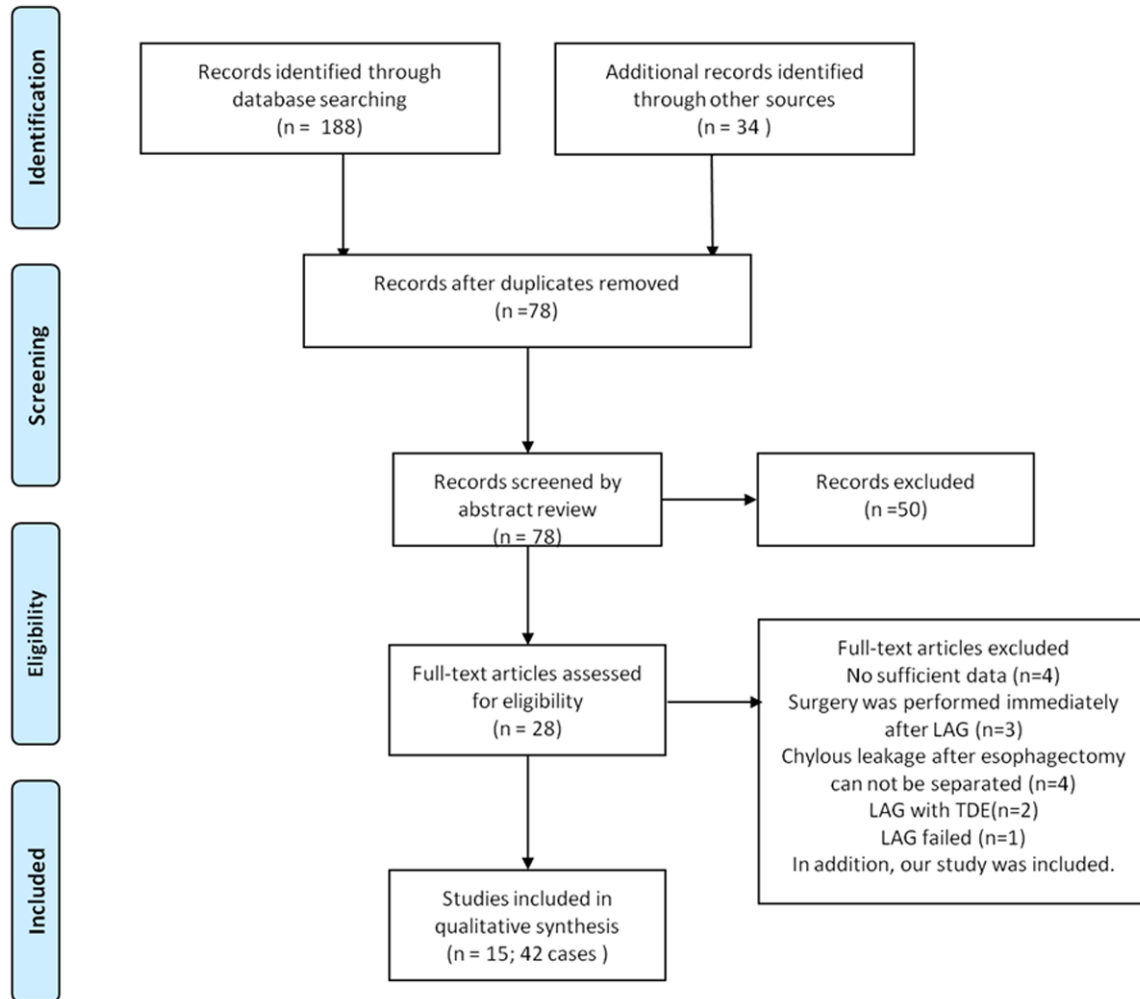 Identification
Records identified through
database searching
(n =  188)
Additional records identified
through other sources
(n = 34 )
Screening
Records after duplicates removed
(n =78)
Records screened by
abstract review
(n = 78)
Records excluded
(n =50)
Eligibility
Full-text articles assessed
for eligibility
(n = 28)
Full-text articles excluded
No sufficient data (n=4)
Surgery was performed immediately
after LAG (n=3)
Chylous leakage after esophagectomy
can not be separated (n=4)
LAG with TDE(n=2)
LAG failed (n=1)
In addition, our study was included.
Included
Studies included in
qualitative synthesis
(n = 15; 42 cases )